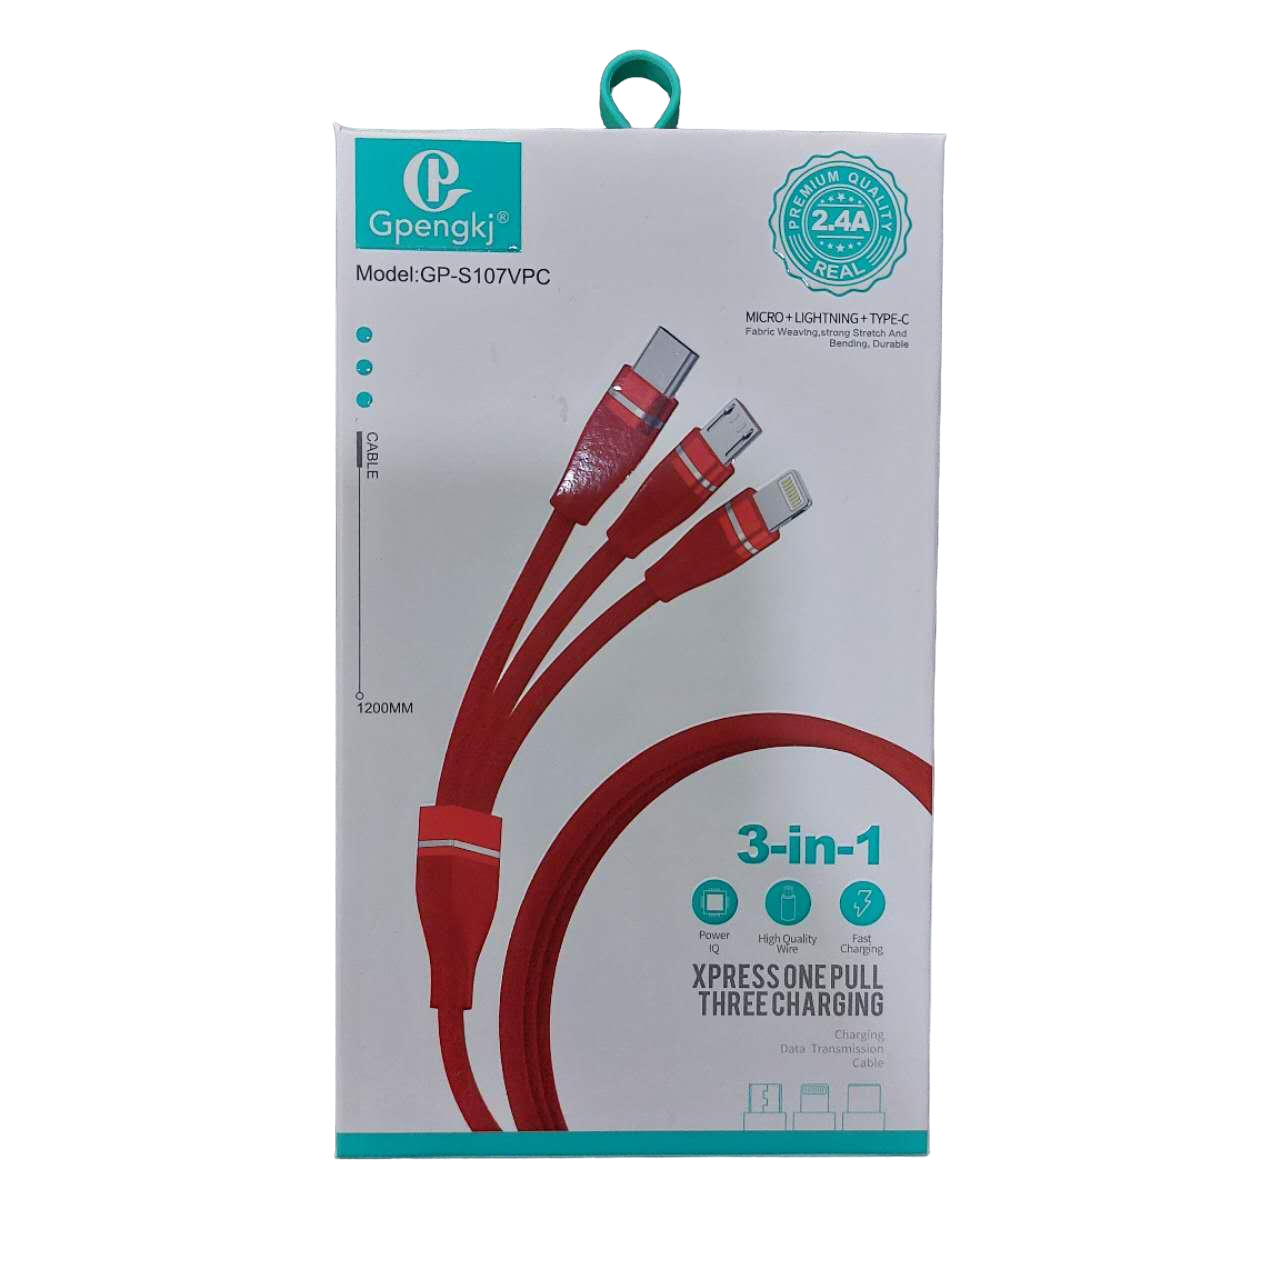 Gpengkj®
Model:GP-S107VPC
PREMIUM QUALITY
2.4A
REAL
MICRO+LIGHTNING+TYPE-C
Fabric Weaving,strong Stretch And
Bending, Durable
CABLE
1200MM
3-in-1
Power
IQ
High Quality
Wire
Fast
Charging
XPRESS ONE PULL
THREE CHARGING
Charging
Data Transmission
Cable